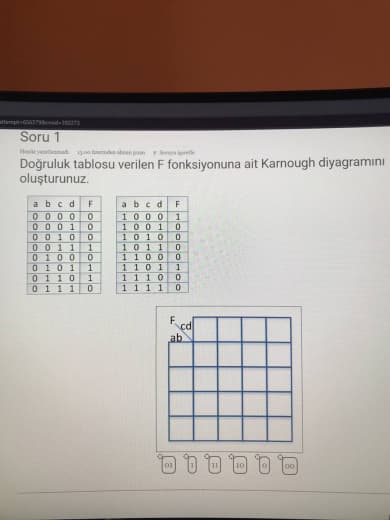 Soru 1
Henüz yanıtlanmadı 15,00 üzerinden alınan puan Soruyu işaretle
Doğruluk tablosu verilen F fonksiyonuna ait Karnough diyagramını
oluşturunuz.
a b c d F
0 0 0 0 0
0 0 0 1 0
0 0 1 0 0
0 0 1 1 1
0 1 0 0 0
0 1 0 1 1
0 1 1 0 1
0 1 1 1 0
a b c d F
1 0 0 0 1
1 0 0 1 0
1 0 1 0 0
1 0 1 1 0
1 1 0 0 0
1 1 0 1 1
1 1 1 0 0
1 1 1 1 0
F cd
ab
01 1 11 10 0 00